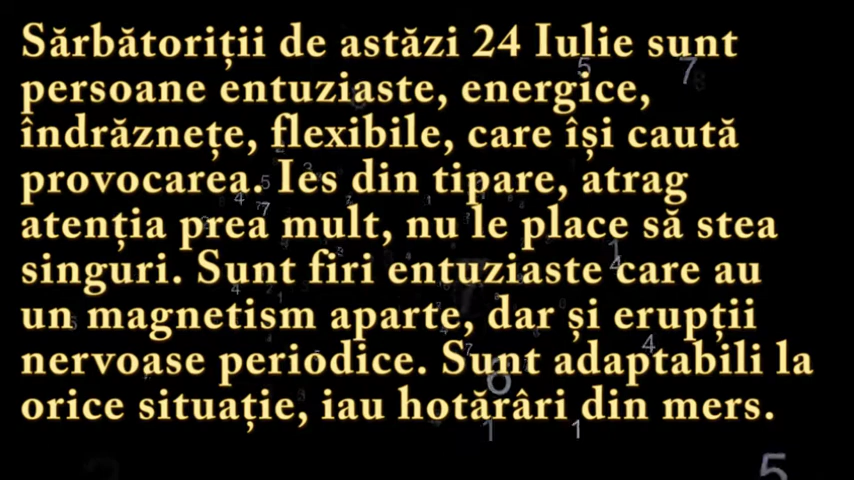 Sărbătoriții de astăzi 24 Iulie sunt
persoane entuziaste, energice,
îndrăznețe, flexibile, care își caută
provocarea. Ies din tipare, atrag
atenția prea mult, nu le place să stea
singuri. Sunt firi entuziaste care au
un magnetism aparte, dar și erupții
nervoase periodice. Sunt adaptabili la
orice situație, iau hotărâri din mers.